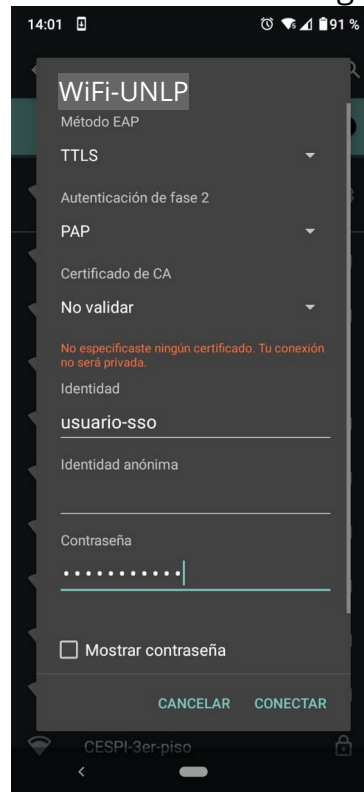 14:01
91 %
WiFi-UNLP
Método EAP
TTLS
Autenticación de fase 2
PAP
Certificado de CA
No validar
No especificaste ningún certificado. Tu conexión
no será privada.
Identidad
usuario-sso
Identidad anónima
Contraseña
•••••••••••
Mostrar contraseña
CANCELAR CONECTAR
CESPI-3er-piso